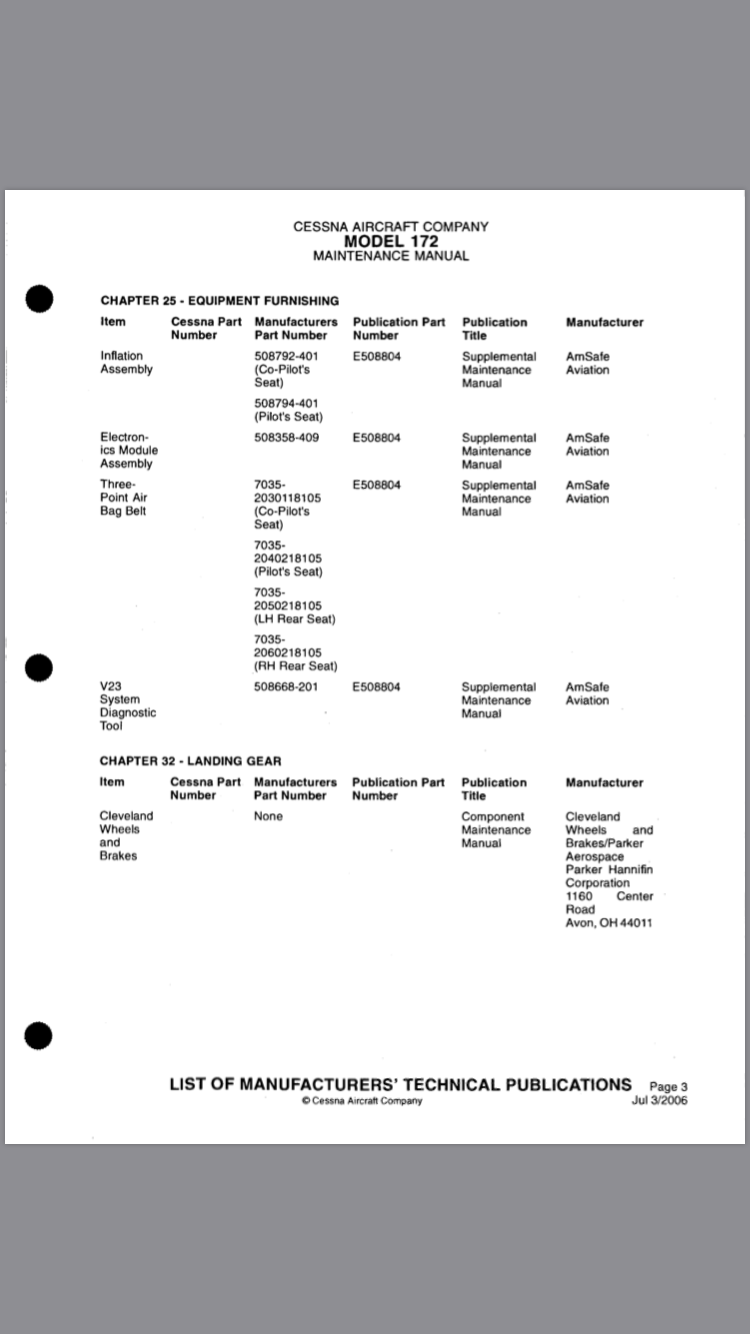 CESSNA AIRCRAFT COMPANY
MODEL 172
MAINTENANCE MANUAL
CHAPTER 25 - EQUIPMENT FURNISHING
Item Cessna Part Manufacturers Publication Part Publication Manufacturer
Number Part Number Number Title
Inflation 508792-401 E508804 Supplemental AmSafe
Assembly (Co-Pilot's Maintenance Aviation
Seat) Manual
508794-401
(Pilot's Seat)
Electron- 508358-409 E508804 Supplemental AmSafe
ics Module Maintenance Aviation
Assembly Manual
Three- 7035- E508804 Supplemental AmSafe
Point Air 2030118105 Maintenance Aviation
Bag Belt (Co-Pilot's Manual
Seat)
7035-
2040218105
(Pilot's Seat)
7035-
2050218105
(LH Rear Seat)
7035-
2060218105
(RH Rear Seat)
V23 508668-201 E508804 Supplemental AmSafe
System Maintenance Aviation
Diagnostic Manual
Tool
CHAPTER 32 - LANDING GEAR
Item Cessna Part Manufacturers Publication Part Publication Manufacturer
Number Part Number Number Title
Cleveland None Component Cleveland
Wheels Maintenance Wheels and
and Manual Brakes/Parker
Brakes Aerospace
Parker Hannifin
Corporation
1160 Center
Road
Avon, OH 44011
LIST OF MANUFACTURERS' TECHNICAL PUBLICATIONS Page 3
© Cessna Aircraft Company Jul 3/2006